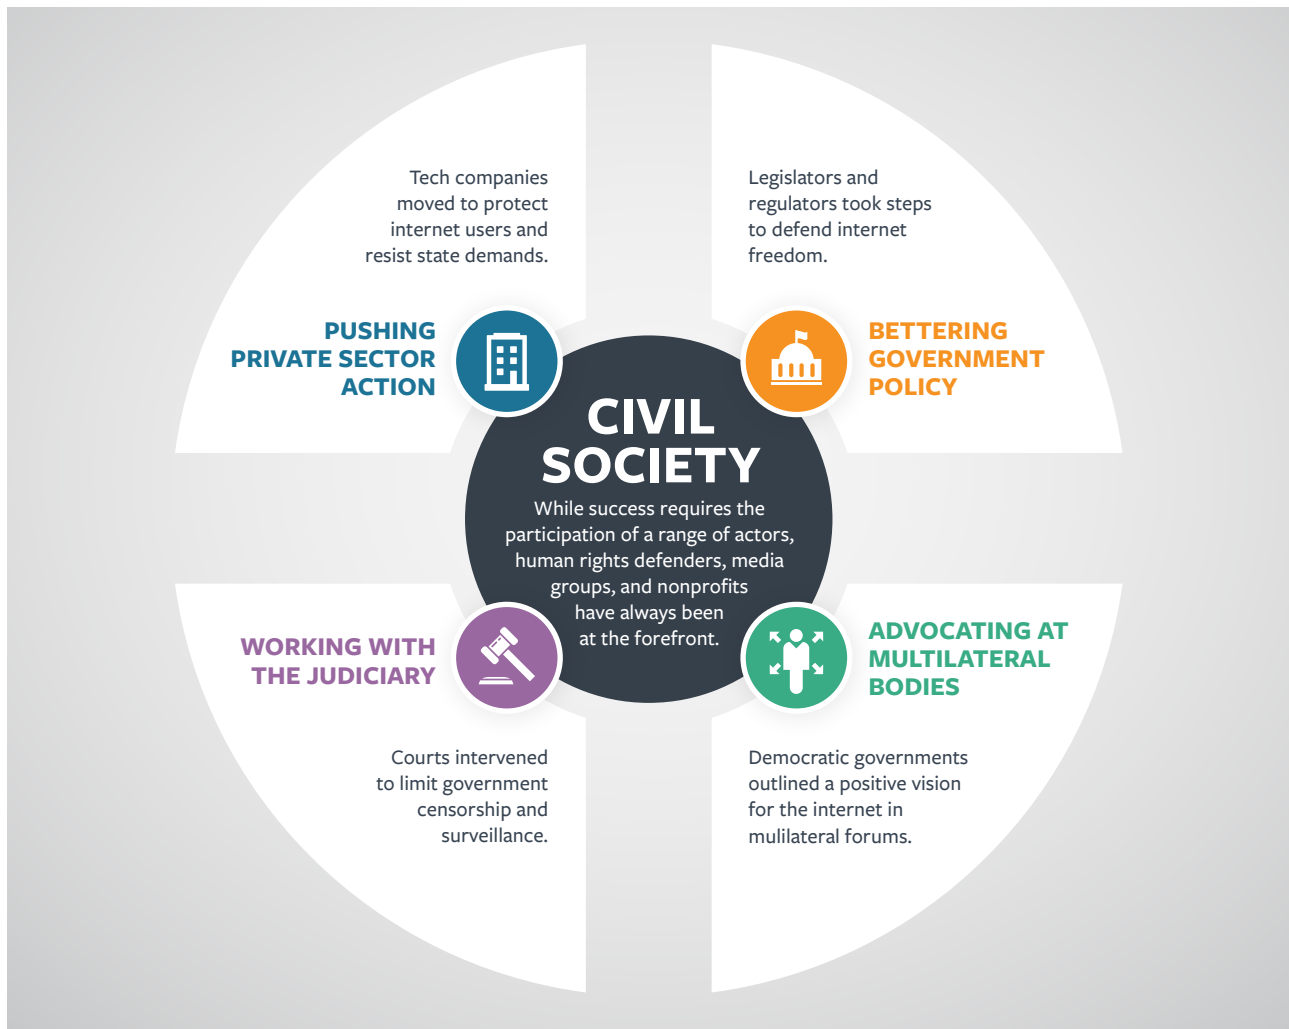 Tech companies
moved to protect
internet users and
resist state demands.
PUSHING
PRIVATE SECTOR
ACTION
Legislators and
regulators took steps
to defend internet
freedom.
BETTERING
GOVERNMENT
POLICY
CIVIL
SOCIETY
While success requires the
participation of a range of actors,
human rights defenders, media
groups, and nonprofits
have always been
at the forefront.
WORKING WITH
THE JUDICIARY
Courts intervened
to limit government
censorship and
surveillance.
ADVOCATING AT
MULTILATERAL
BODIES
Democratic governments
outlined a positive vision
for the internet in
mulilateral forums.